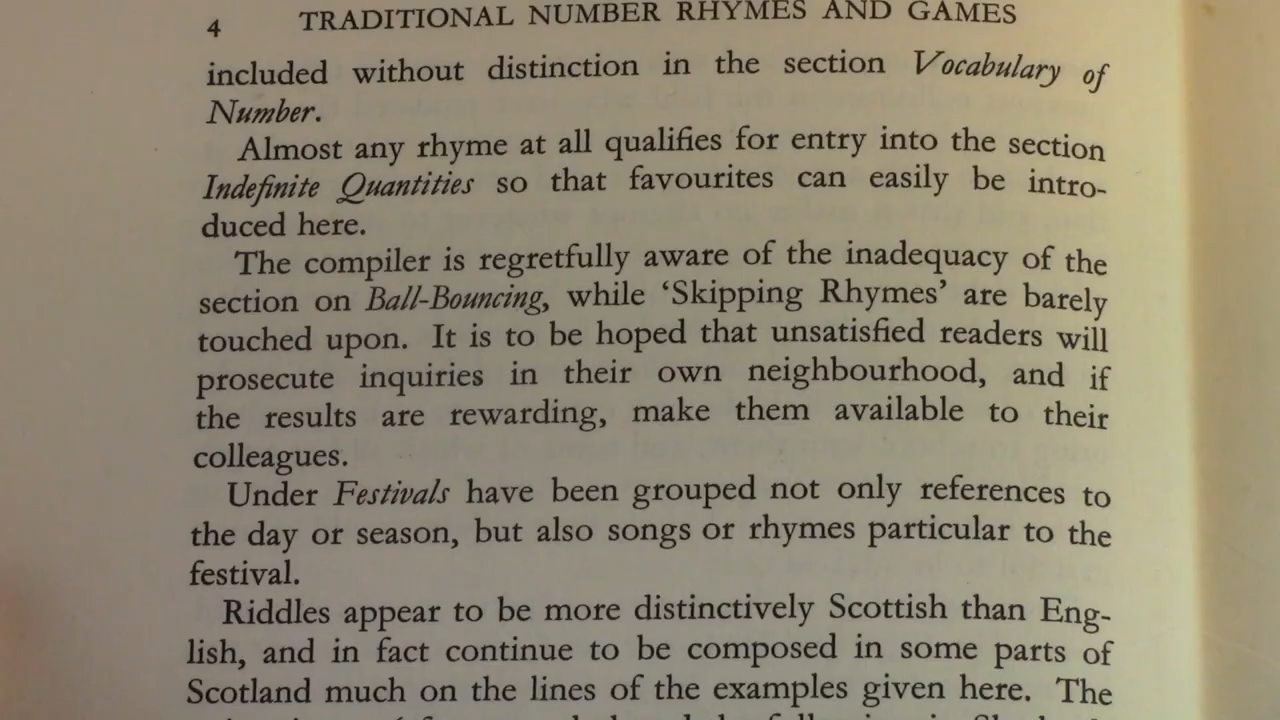 4 TRADITIONAL NUMBER RHYMES AND GAMES
included without distinction in the section Vocabulary of
Number.
Almost any rhyme at all qualifies for entry into the section
Indefinite Quantities so that favourites can easily be intro-
duced here.
The compiler is regretfully aware of the inadequacy of the
section on Ball-Bouncing, while ‘Skipping Rhymes’ are barely
touched upon. It is to be hoped that unsatisfied readers will
prosecute inquiries in their own neighbourhood, and if
the results are rewarding, make them available to their
colleagues.
Under Festivals have been grouped not only references to
the day or season, but also songs or rhymes particular to the
festival.
Riddles appear to be more distinctively Scottish than Eng-
lish, and in fact continue to be composed in some parts of
Scotland much on the lines of the examples given here. The